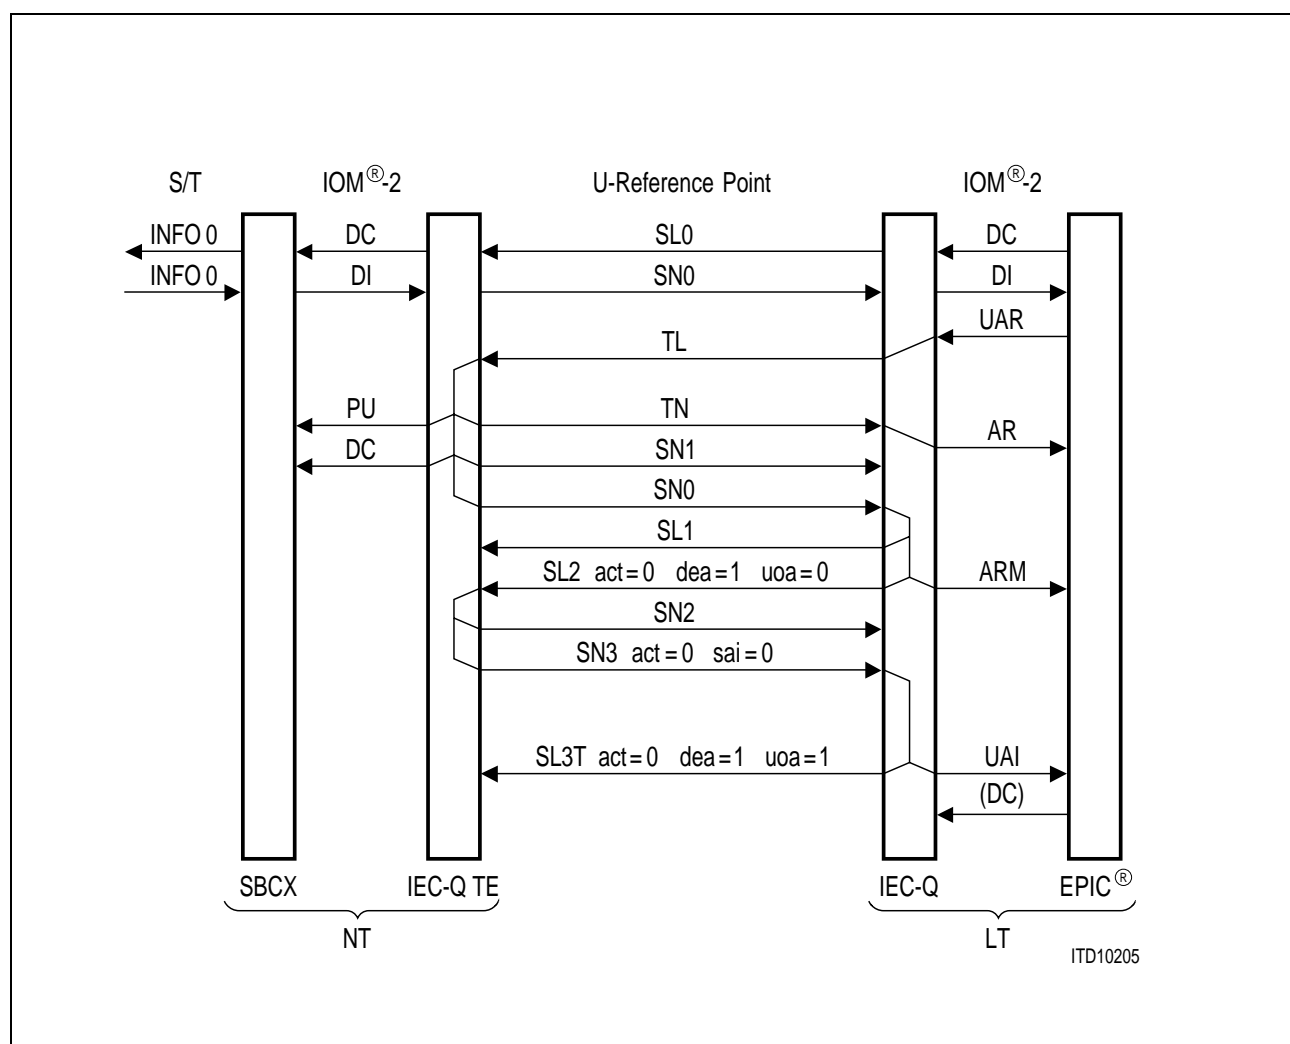 S/T IOM®-2 U-Reference Point IOM®-2
INFO 0 DC SL0 DC
INFO 0 DI SN0 DI
UAR
TL
PU TN
AR
DC SN1
SN0
SL1
SL2 act=0 dea=1 uoa=0 ARM
SN2
SN3 act=0 sai=0
SL3T act=0 dea=1 uoa=1 UAI
(DC)
SBCX IEC-Q TE IEC-Q EPIC®
NT LT
ITD10205